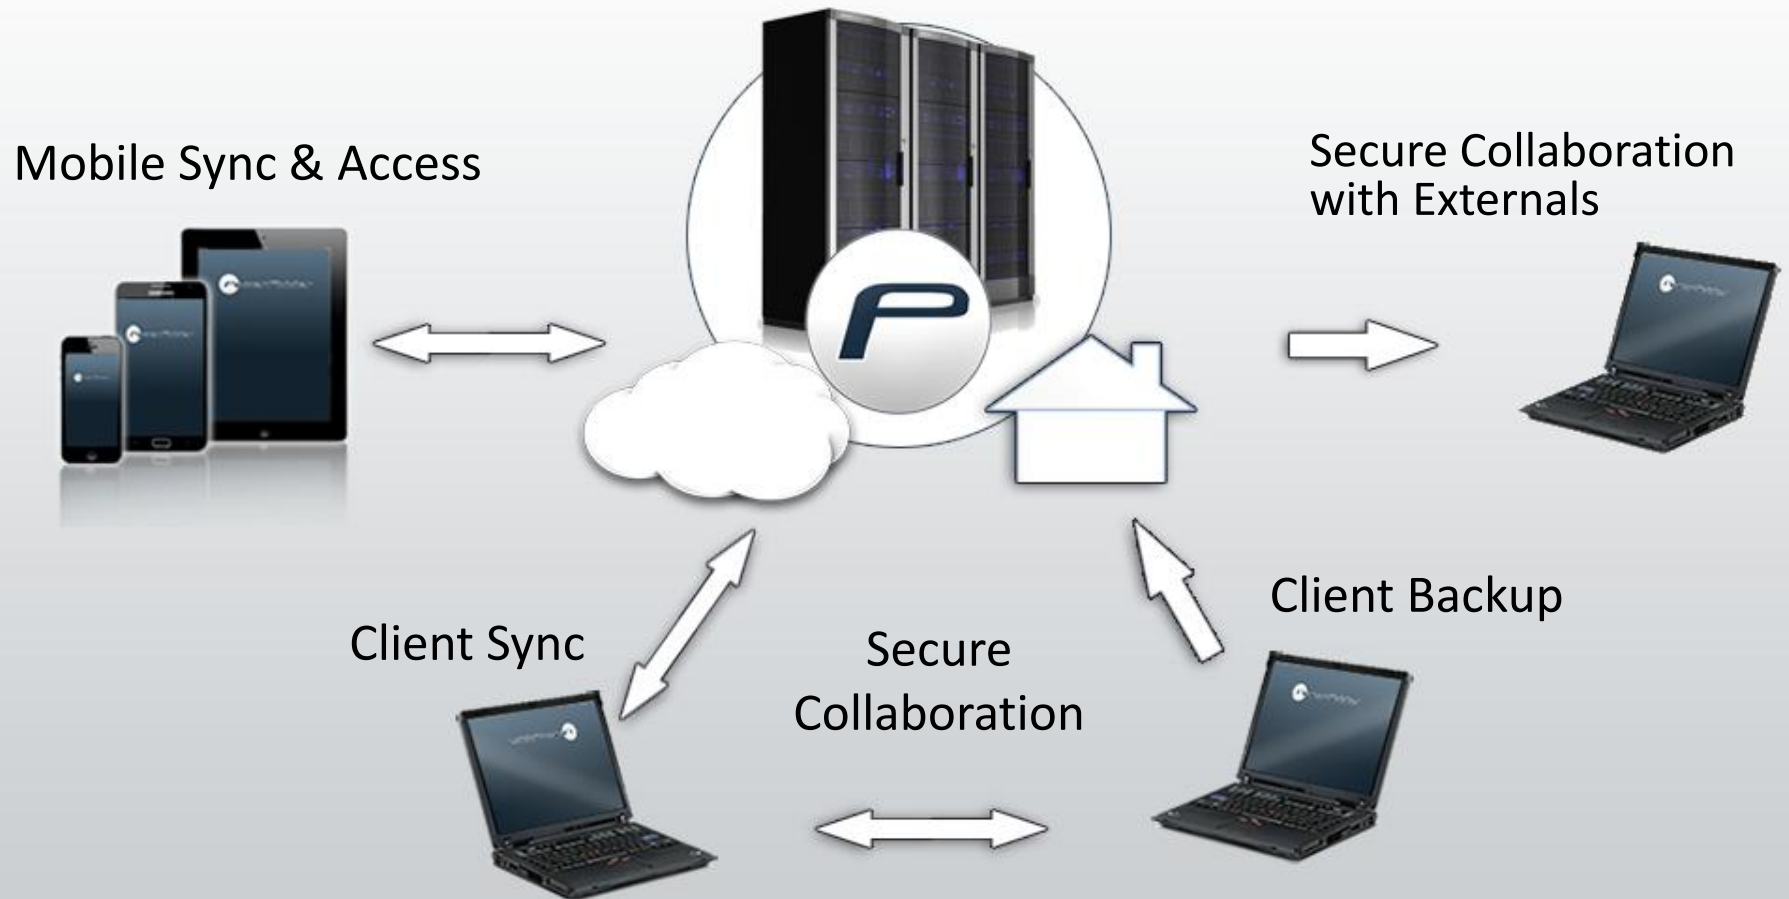 Mobile Sync & Access
Secure Collaboration
with Externals
P
Client Sync
Secure
Collaboration
Client Backup